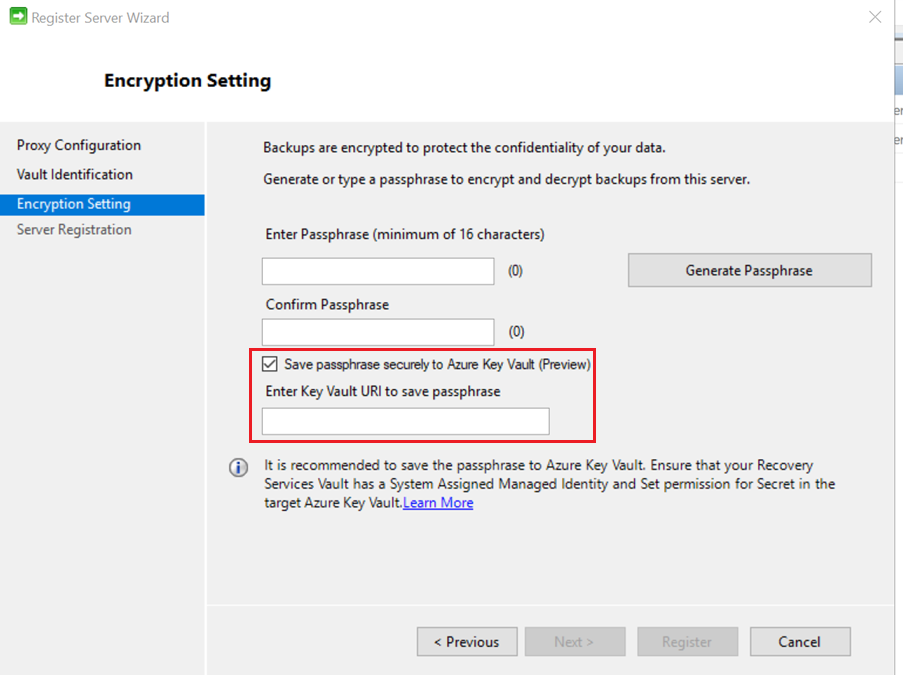 Register Server Wizard
Encryption Setting
Proxy Configuration
Vault Identification
Encryption Setting
Server Registration
Backups are encrypted to protect the confidentiality of your data.
Generate or type a passphrase to encrypt and decrypt backups from this server.
Enter Passphrase (minimum of 16 characters)
(0)
Generate Passphrase
Confirm Passphrase
(0)
Save passphrase securely to Azure Key Vault (Preview)
Enter Key Vault URI to save passphrase
It is recommended to save the passphrase to Azure Key Vault. Ensure that your Recovery
Services Vault has a System Assigned Managed Identity and Set permission for Secret in the
target Azure Key Vault.Learn More
< Previous
Next >
Register
Cancel